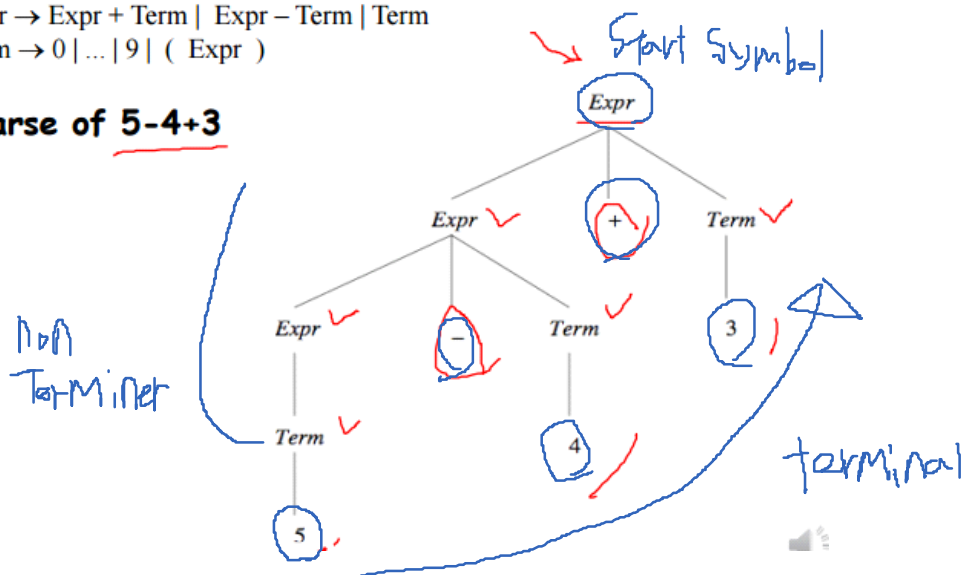 r → Expr + Term | Expr – Term | Term
n → 0 | ... | 9 | ( Expr )
Start Symbol
arse of 5-4+3
Expr
Expr + Term
Expr – Term 3
non
Terminer
Term 4
terminal
5